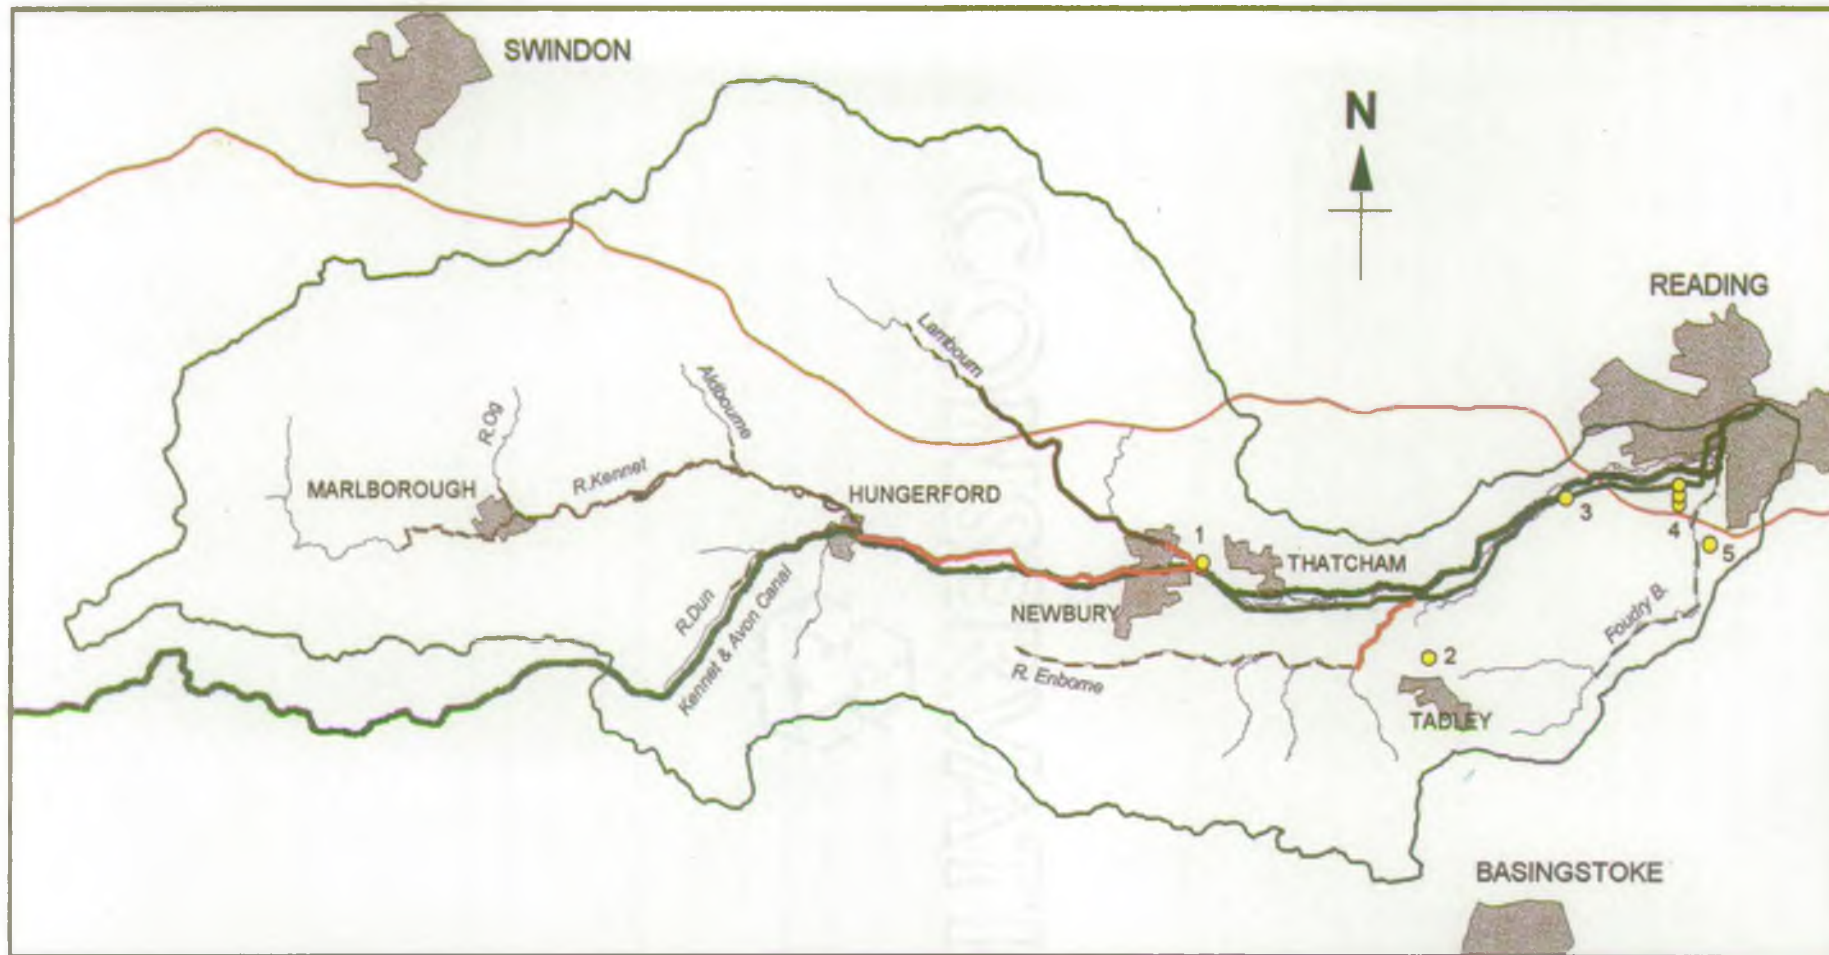 SWINDON
N
READING
Lambourn
Aldbourne
R.Og
R.Kennet
MARLBOROUGH
HUNGERFORD
1
3
4
5
THATCHAM
NEWBURY
R.Dun
Kennet & Avon Canal
Foudry B.
R. Enborne
2
TADLEY
BASINGSTOKE